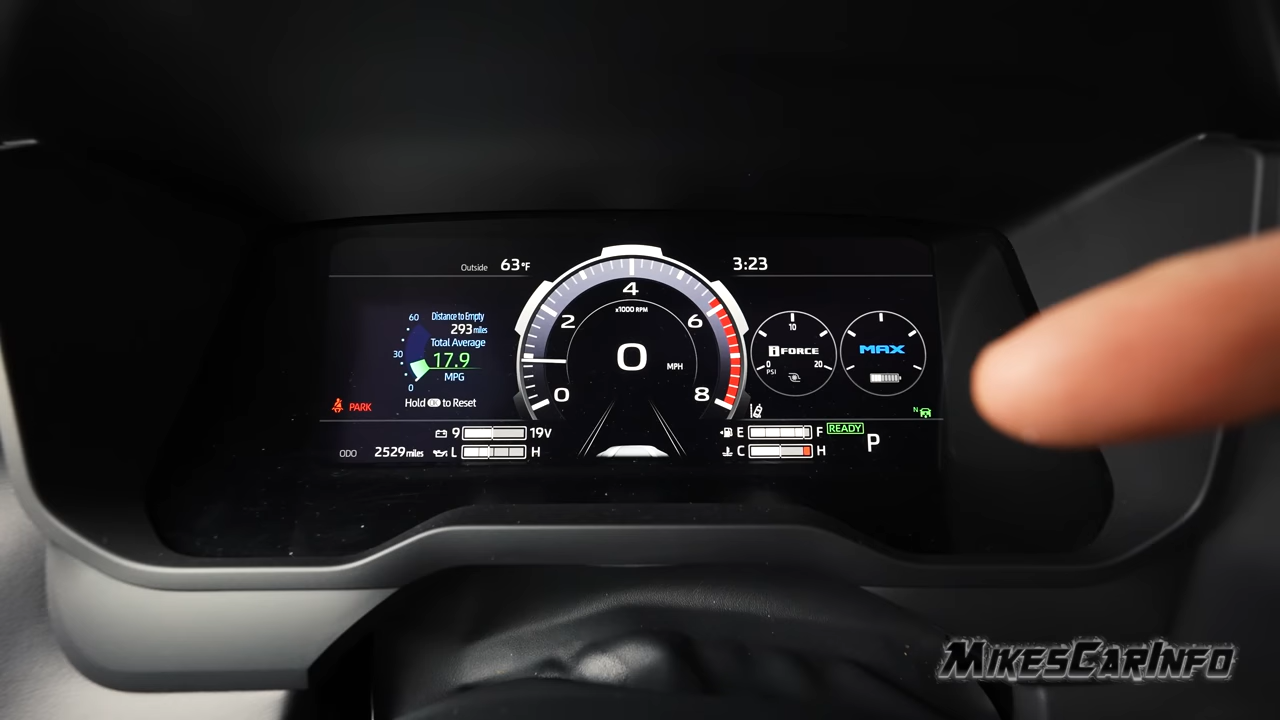 Outside 63°F
3:23
60
30
0
Distance to Empty
293 miles
Total Average
17.9
MPG
Hold OK to Reset
PARK
0
2
4
6
8
x1000 RPM
0 MPH
10
iFORCE
0
PSI
20
MAX
N
9 19V
L H
ODO 2529 miles
E F
C H
READY
P
MIKESCARINFO